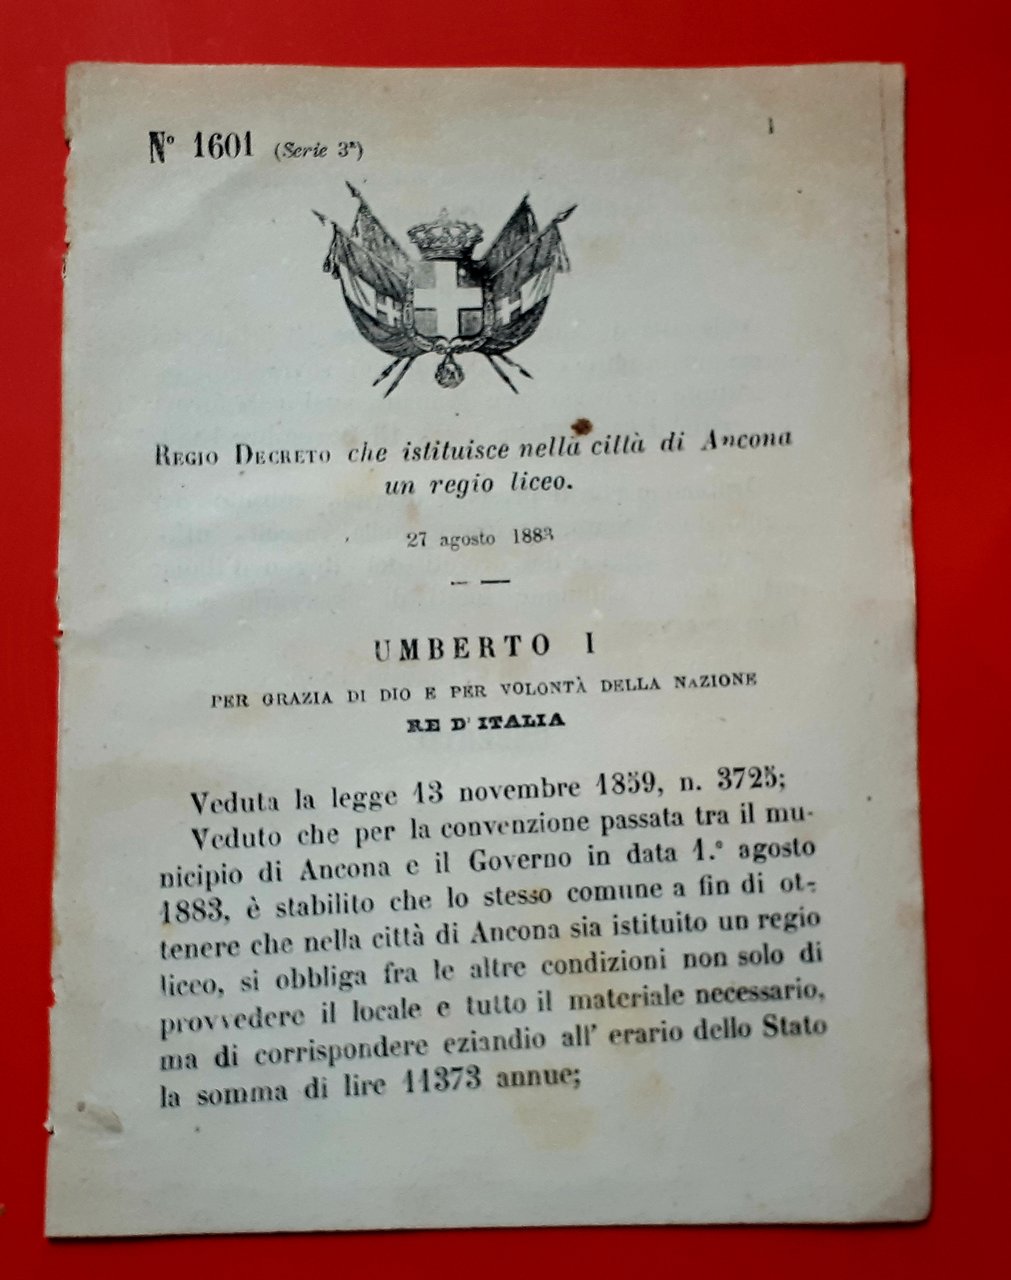 N° 1601 (Serie 3ª)
REGIO DECRETO che istituisce nella città di Ancona
un regio liceo.
27 agosto 1883
UMBERTO I
PER GRAZIA DI DIO E PER VOLONTÀ DELLA NAZIONE
RE D'ITALIA
Veduta la legge 13 novembre 1859, n. 3725;
Veduto che per la convenzione passata tra il mu-
nicipio di Ancona e il Governo in data 1.° agosto
1883, è stabilito che lo stesso comune a fin di ot-
tenere che nella città di Ancona sia istituito un regio
liceo, si obbliga fra le altre condizioni non solo di
provvedere il locale e tutto il materiale necessario,
ma di corrispondere eziandio all' erario dello Stato
la somma di lire 11373 annue;